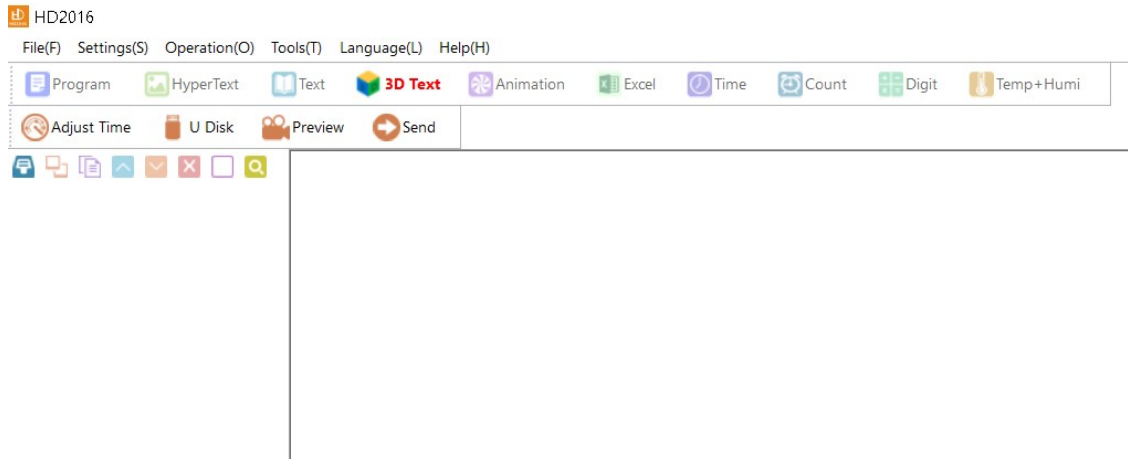 HD2016
File(F) Settings(S) Operation(O) Tools(T) Language(L) Help(H)
Program HyperText Text 3D Text Animation Excel Time Count Digit Temp+Humi
Adjust Time U Disk Preview Send